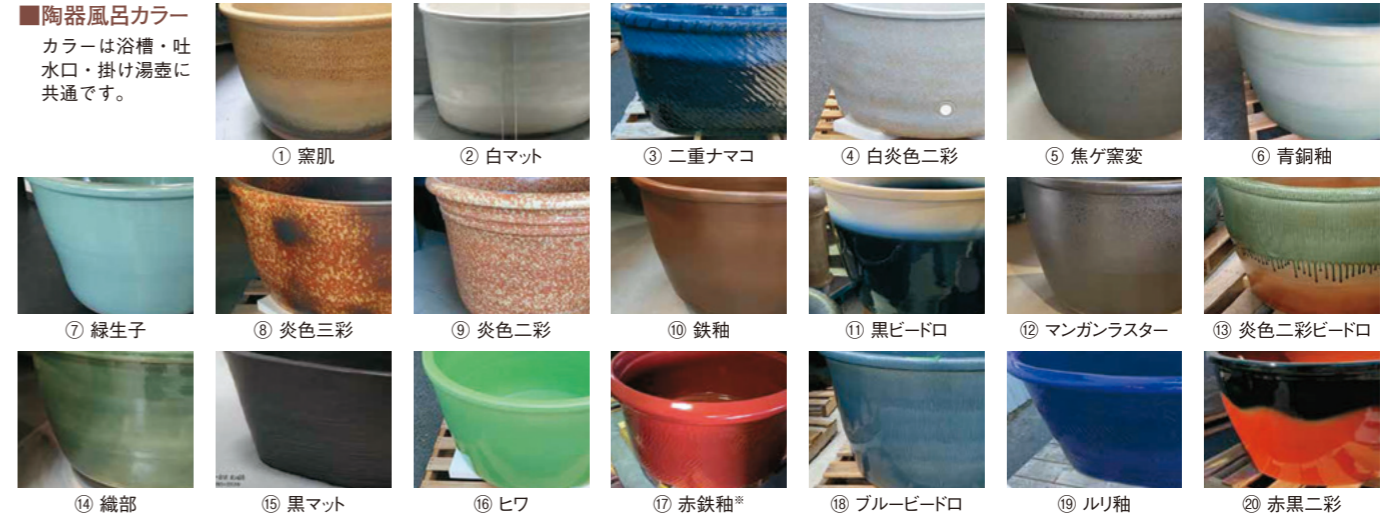 ■陶器風呂カラー
カラーは浴槽・吐
水口・掛け湯壺に
共通です。
① 窯肌
② 白マット
③ 二重ナマコ
④ 白炎色二彩
⑤ 焦ゲ窯変
⑥ 青銅釉
⑦ 緑生子
⑧ 炎色三彩
⑨ 炎色二彩
⑩ 鉄釉
⑪ 黒ビードロ
⑫ マンガンラスター
⑬ 炎色二彩ビードロ
⑭ 織部
⑮ 黒マット
⑯ ヒワ
⑰ 赤鉄釉※
⑱ ブルービードロ
⑲ ルリ釉
⑳ 赤黒二彩